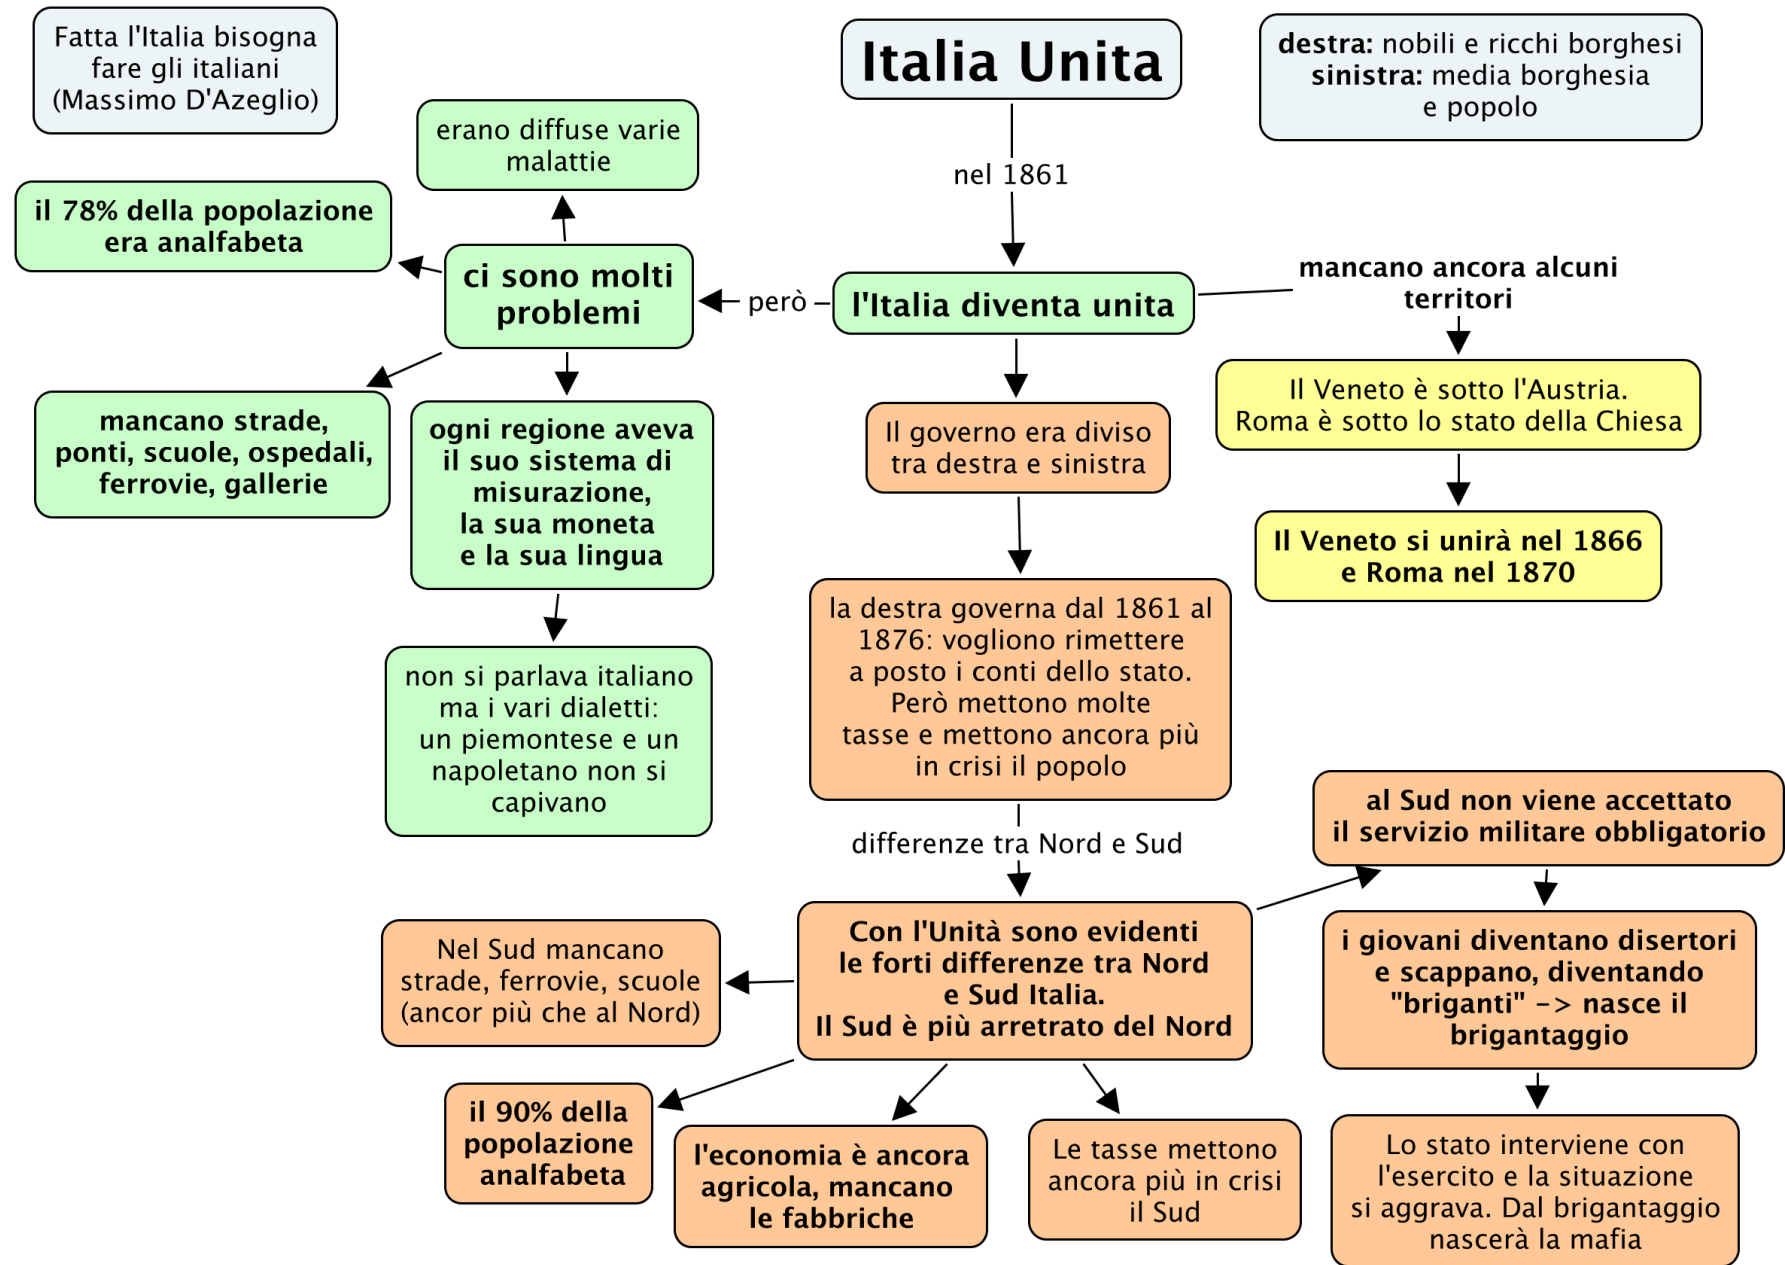 Fatta l'Italia bisogna
fare gli italiani
(Massimo D'Azeglio)
Italia Unita
destra: nobili e ricchi borghesi
sinistra: media borghesia
e popolo
erano diffuse varie
malattie
nel 1861
il 78% della popolazione
era analfabeta
ci sono molti
problemi
però
l'Italia diventa unita
mancano ancora alcuni
territori
mancano strade,
ponti, scuole, ospedali,
ferrovie, gallerie
ogni regione aveva
il suo sistema di
misurazione,
la sua moneta
e la sua lingua
Il governo era diviso
tra destra e sinistra
Il Veneto è sotto l'Austria.
Roma è sotto lo stato della Chiesa
Il Veneto si unirà nel 1866
e Roma nel 1870
non si parlava italiano
ma i vari dialetti:
un piemontese e un
napoletano non si
capivano
la destra governa dal 1861 al
1876: vogliono rimettere
a posto i conti dello stato.
Però mettono molte
tasse e mettono ancora più
in crisi il popolo
differenze tra Nord e Sud
al Sud non viene accettato
il servizio militare obbligatorio
Nel Sud mancano
strade, ferrovie, scuole
(ancor più che al Nord)
Con l'Unità sono evidenti
le forti differenze tra Nord
e Sud Italia.
Il Sud è più arretrato del Nord
i giovani diventano disertori
e scappano, diventando
"briganti" -> nasce il
brigantaggio
il 90% della
popolazione
analfabeta
l'economia è ancora
agricola, mancano
le fabbriche
Le tasse mettono
ancora più in crisi
il Sud
Lo stato interviene con
l'esercito e la situazione
si aggrava. Dal brigantaggio
nascerà la mafia